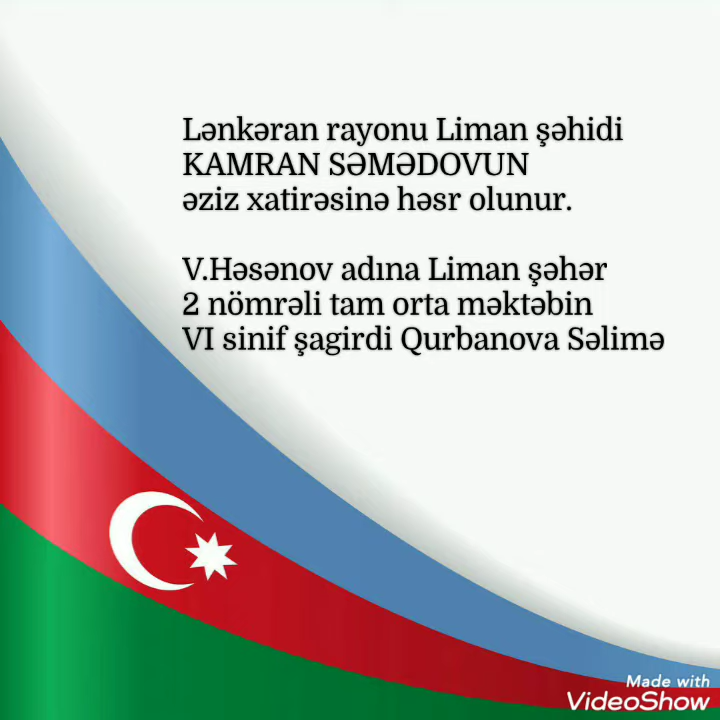 Lənkəran rayonu Liman şəhidi
KAMRAN SƏMƏDOVUN
əziz xatirəsinə həsr olunur.
V.Həsənov adına Liman şəhər
2 nömrəli tam orta məktəbin
VI sinif şagirdi Qurbanova Səlimə
Made with
VideoShow